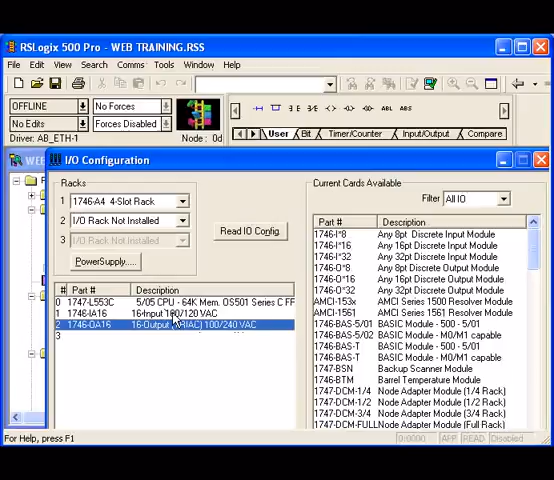 RSLogix 500 Pro - WEB TRAINING.RSS
File Edit View Search Comms Tools Window Help
OFFLINE No Forces
No Edits Forces Disabled
Driver: AB_ETH-1 Node : 0d
User Bit Timer/Counter Input/Output Compare
I/O Configuration
Racks
1 1746-A4 4-Slot Rack
2 I/O Rack Not Installed
3 I/O Rack Not Installed
Read IO Config.
PowerSupply.....
# Part # Description
0 1747-L553C 5/05 CPU - 64K Mem. OS501 Series C FF
1 1746-IA16 16-Input 100/120 VAC
2 1746-OA16 16-Output (TRIAC) 100/240 VAC
3
Current Cards Available
Filter All IO
Part # Description
1746-I*8 Any 8pt Discrete Input Module
1746-I*16 Any 16pt Discrete Input Module
1746-I*32 Any 32pt Discrete Input Module
1746-O*8 Any 8pt Discrete Output Module
1746-O*16 Any 16pt Discrete Output Module
1746-O*32 Any 32pt Discrete Output Module
AMCI-153x AMCI Series 1500 Resolver Module
AMCI-1561 AMCI Series 1561 Resolver Module
1746-BAS-5/01 BASIC Module - 500 - 5/01
1746-BAS-5/02 BASIC Module - M0/M1 capable
1746-BAS-T BASIC Module - 500 - 5/01
1746-BAS-T BASIC Module - M0/M1 capable
1747-BSN Backup Scanner Module
1746-BTM Barrel Temperature Module
1747-DCM-1/4 Node Adapter Module (1/4 Rack)
1747-DCM-1/2 Node Adapter Module (1/2 Rack)
1747-DCM-3/4 Node Adapter Module (3/4 Rack)
1747-DCM-FULL Node Adapter Module (Full Rack)
For Help, press F1
0:0000 APP READ Disabled